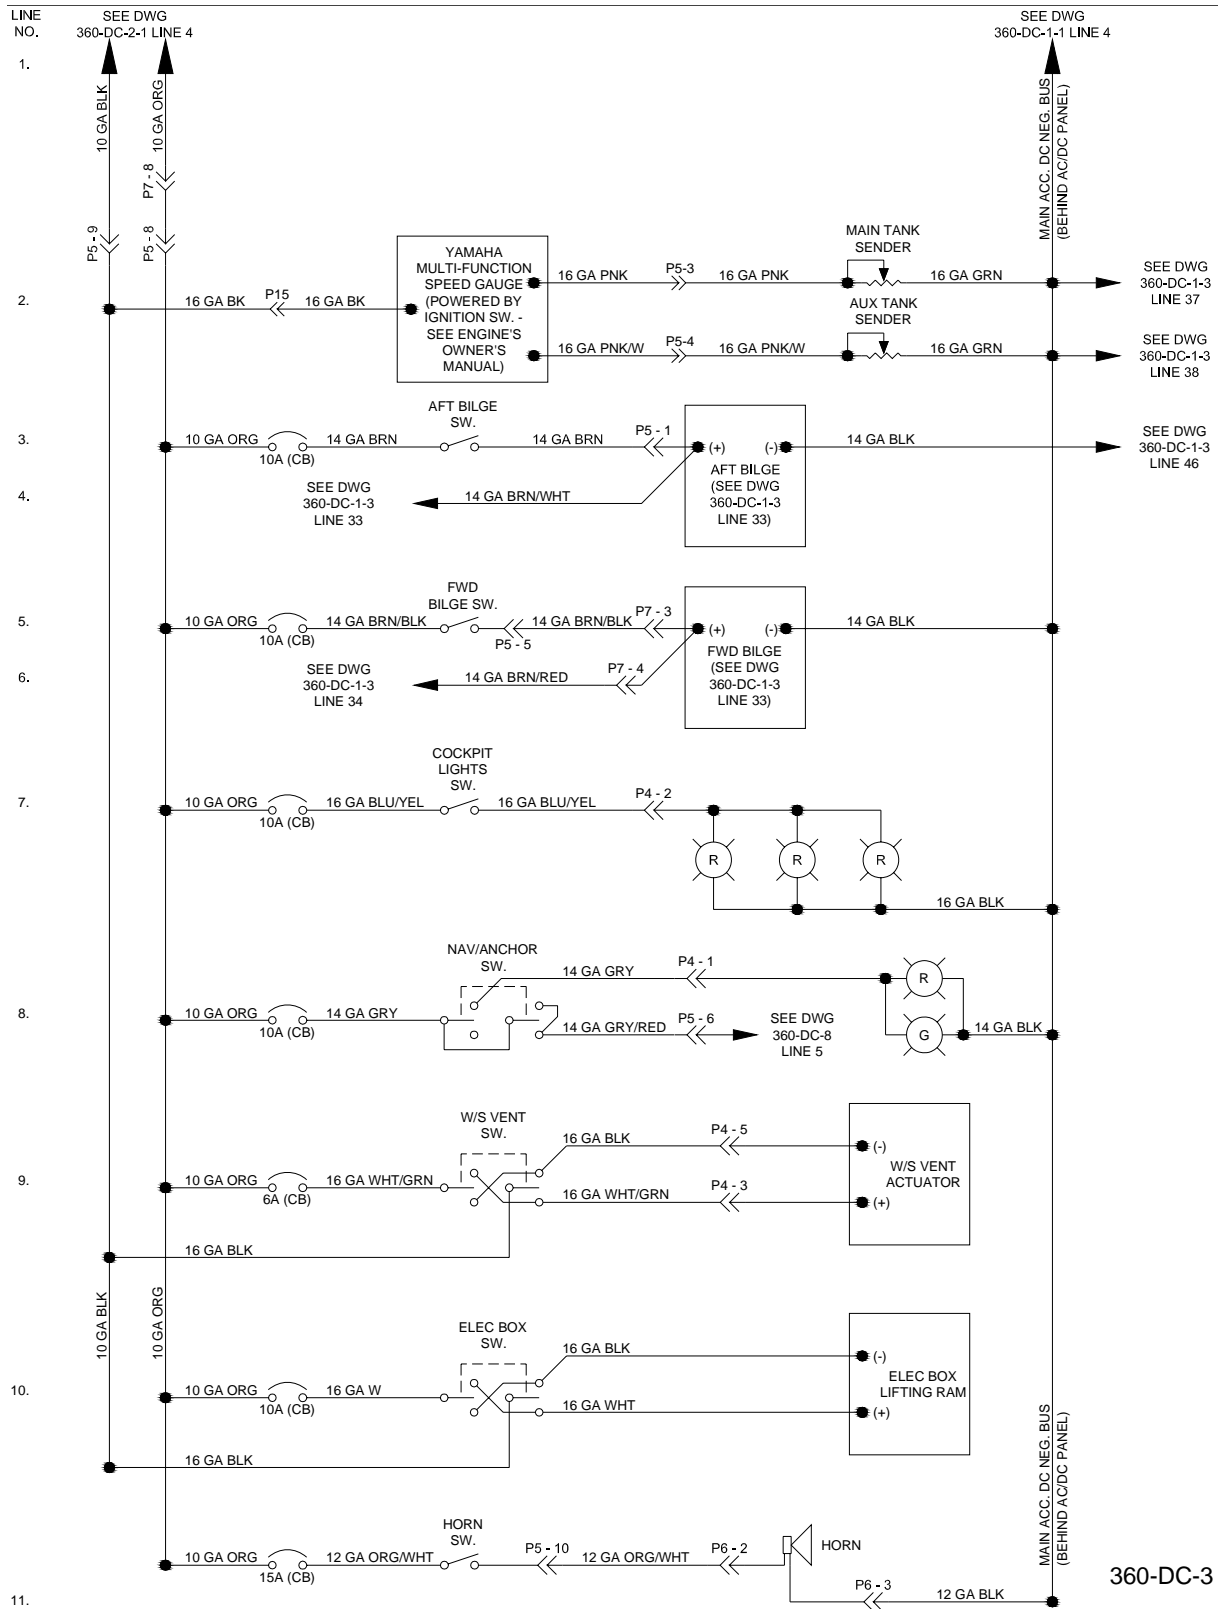 LINE
NO.
SEE DWG
360-DC-2-1 LINE 4
SEE DWG
360-DC-1-1 LINE 4
1.
10 GA BLK
10 GA ORG
P7 - 8
P5 - 9
P5 - 8
MAIN ACC. DC NEG. BUS
(BEHIND AC/DC PANEL)
2.
16 GA BK
P15
16 GA BK
YAMAHA
MULTI-FUNCTION
SPEED GAUGE
(POWERED BY
IGNITION SW. -
SEE ENGINE'S
OWNER'S
MANUAL)
16 GA PNK
P5-3
16 GA PNK
MAIN TANK
SENDER
16 GA GRN
SEE DWG
360-DC-1-3
LINE 37
16 GA PNK/W
P5-4
16 GA PNK/W
AUX TANK
SENDER
16 GA GRN
SEE DWG
360-DC-1-3
LINE 38
3.
10 GA ORG
10A (CB)
14 GA BRN
AFT BILGE
SW.
14 GA BRN
P5 - 1
(+)
(-)
AFT BILGE
(SEE DWG
360-DC-1-3
LINE 33)
14 GA BLK
SEE DWG
360-DC-1-3
LINE 46
4.
SEE DWG
360-DC-1-3
LINE 33
14 GA BRN/WHT
5.
10 GA ORG
10A (CB)
14 GA BRN/BLK
FWD
BILGE SW.
P5 - 5
14 GA BRN/BLK
P7 - 3
(+)
(-)
FWD BILGE
(SEE DWG
360-DC-1-3
LINE 33)
14 GA BLK
6.
SEE DWG
360-DC-1-3
LINE 34
14 GA BRN/RED
P7 - 4
7.
10 GA ORG
10A (CB)
16 GA BLU/YEL
COCKPIT
LIGHTS
SW.
16 GA BLU/YEL
P4 - 2
R
R
R
16 GA BLK
8.
10 GA ORG
10A (CB)
14 GA GRY
NAV/ANCHOR
SW.
14 GA GRY
P4 - 1
R
14 GA GRY/RED
P5 - 6
SEE DWG
360-DC-8
LINE 5
G
14 GA BLK
9.
10 GA ORG
6A (CB)
16 GA WHT/GRN
W/S VENT
SW.
16 GA BLK
P4 - 5
(-)
W/S VENT
ACTUATOR
16 GA WHT/GRN
P4 - 3
(+)
16 GA BLK
10 GA BLK
10 GA ORG
10.
10 GA ORG
10A (CB)
16 GA W
ELEC BOX
SW.
16 GA BLK
(-)
ELEC BOX
LIFTING RAM
16 GA WHT
(+)
16 GA BLK
MAIN ACC. DC NEG. BUS
(BEHIND AC/DC PANEL)
10 GA ORG
15A (CB)
12 GA ORG/WHT
HORN
SW.
P5 - 10
12 GA ORG/WHT
P6 - 2
HORN
P6 - 3
12 GA BLK
11.
360-DC-3